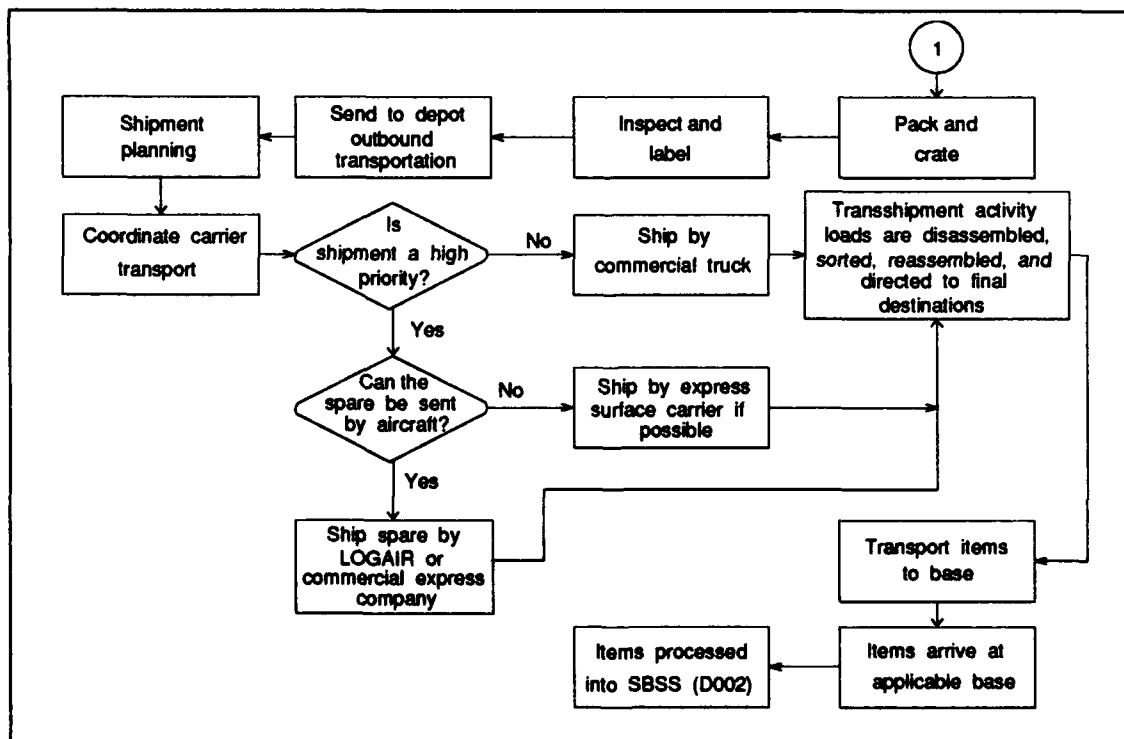 1
Pack and
crate
Inspect and
label
Send to depot
outbound
transportation
Shipment
planning
Coordinate carrier
transport
Is
shipment a high
priority?
No
Ship by
commercial truck
Transshipment activity
loads are disassembled,
sorted, reassembled, and
directed to final
destinations
Yes
Can the
spare be sent
by aircraft?
No
Ship by express
surface carrier if
possible
Yes
Ship spare by
LOGAIR or
commercial express
company
Transport items
to base
Items arrive at
applicable base
Items processed
into SBSS (D002)